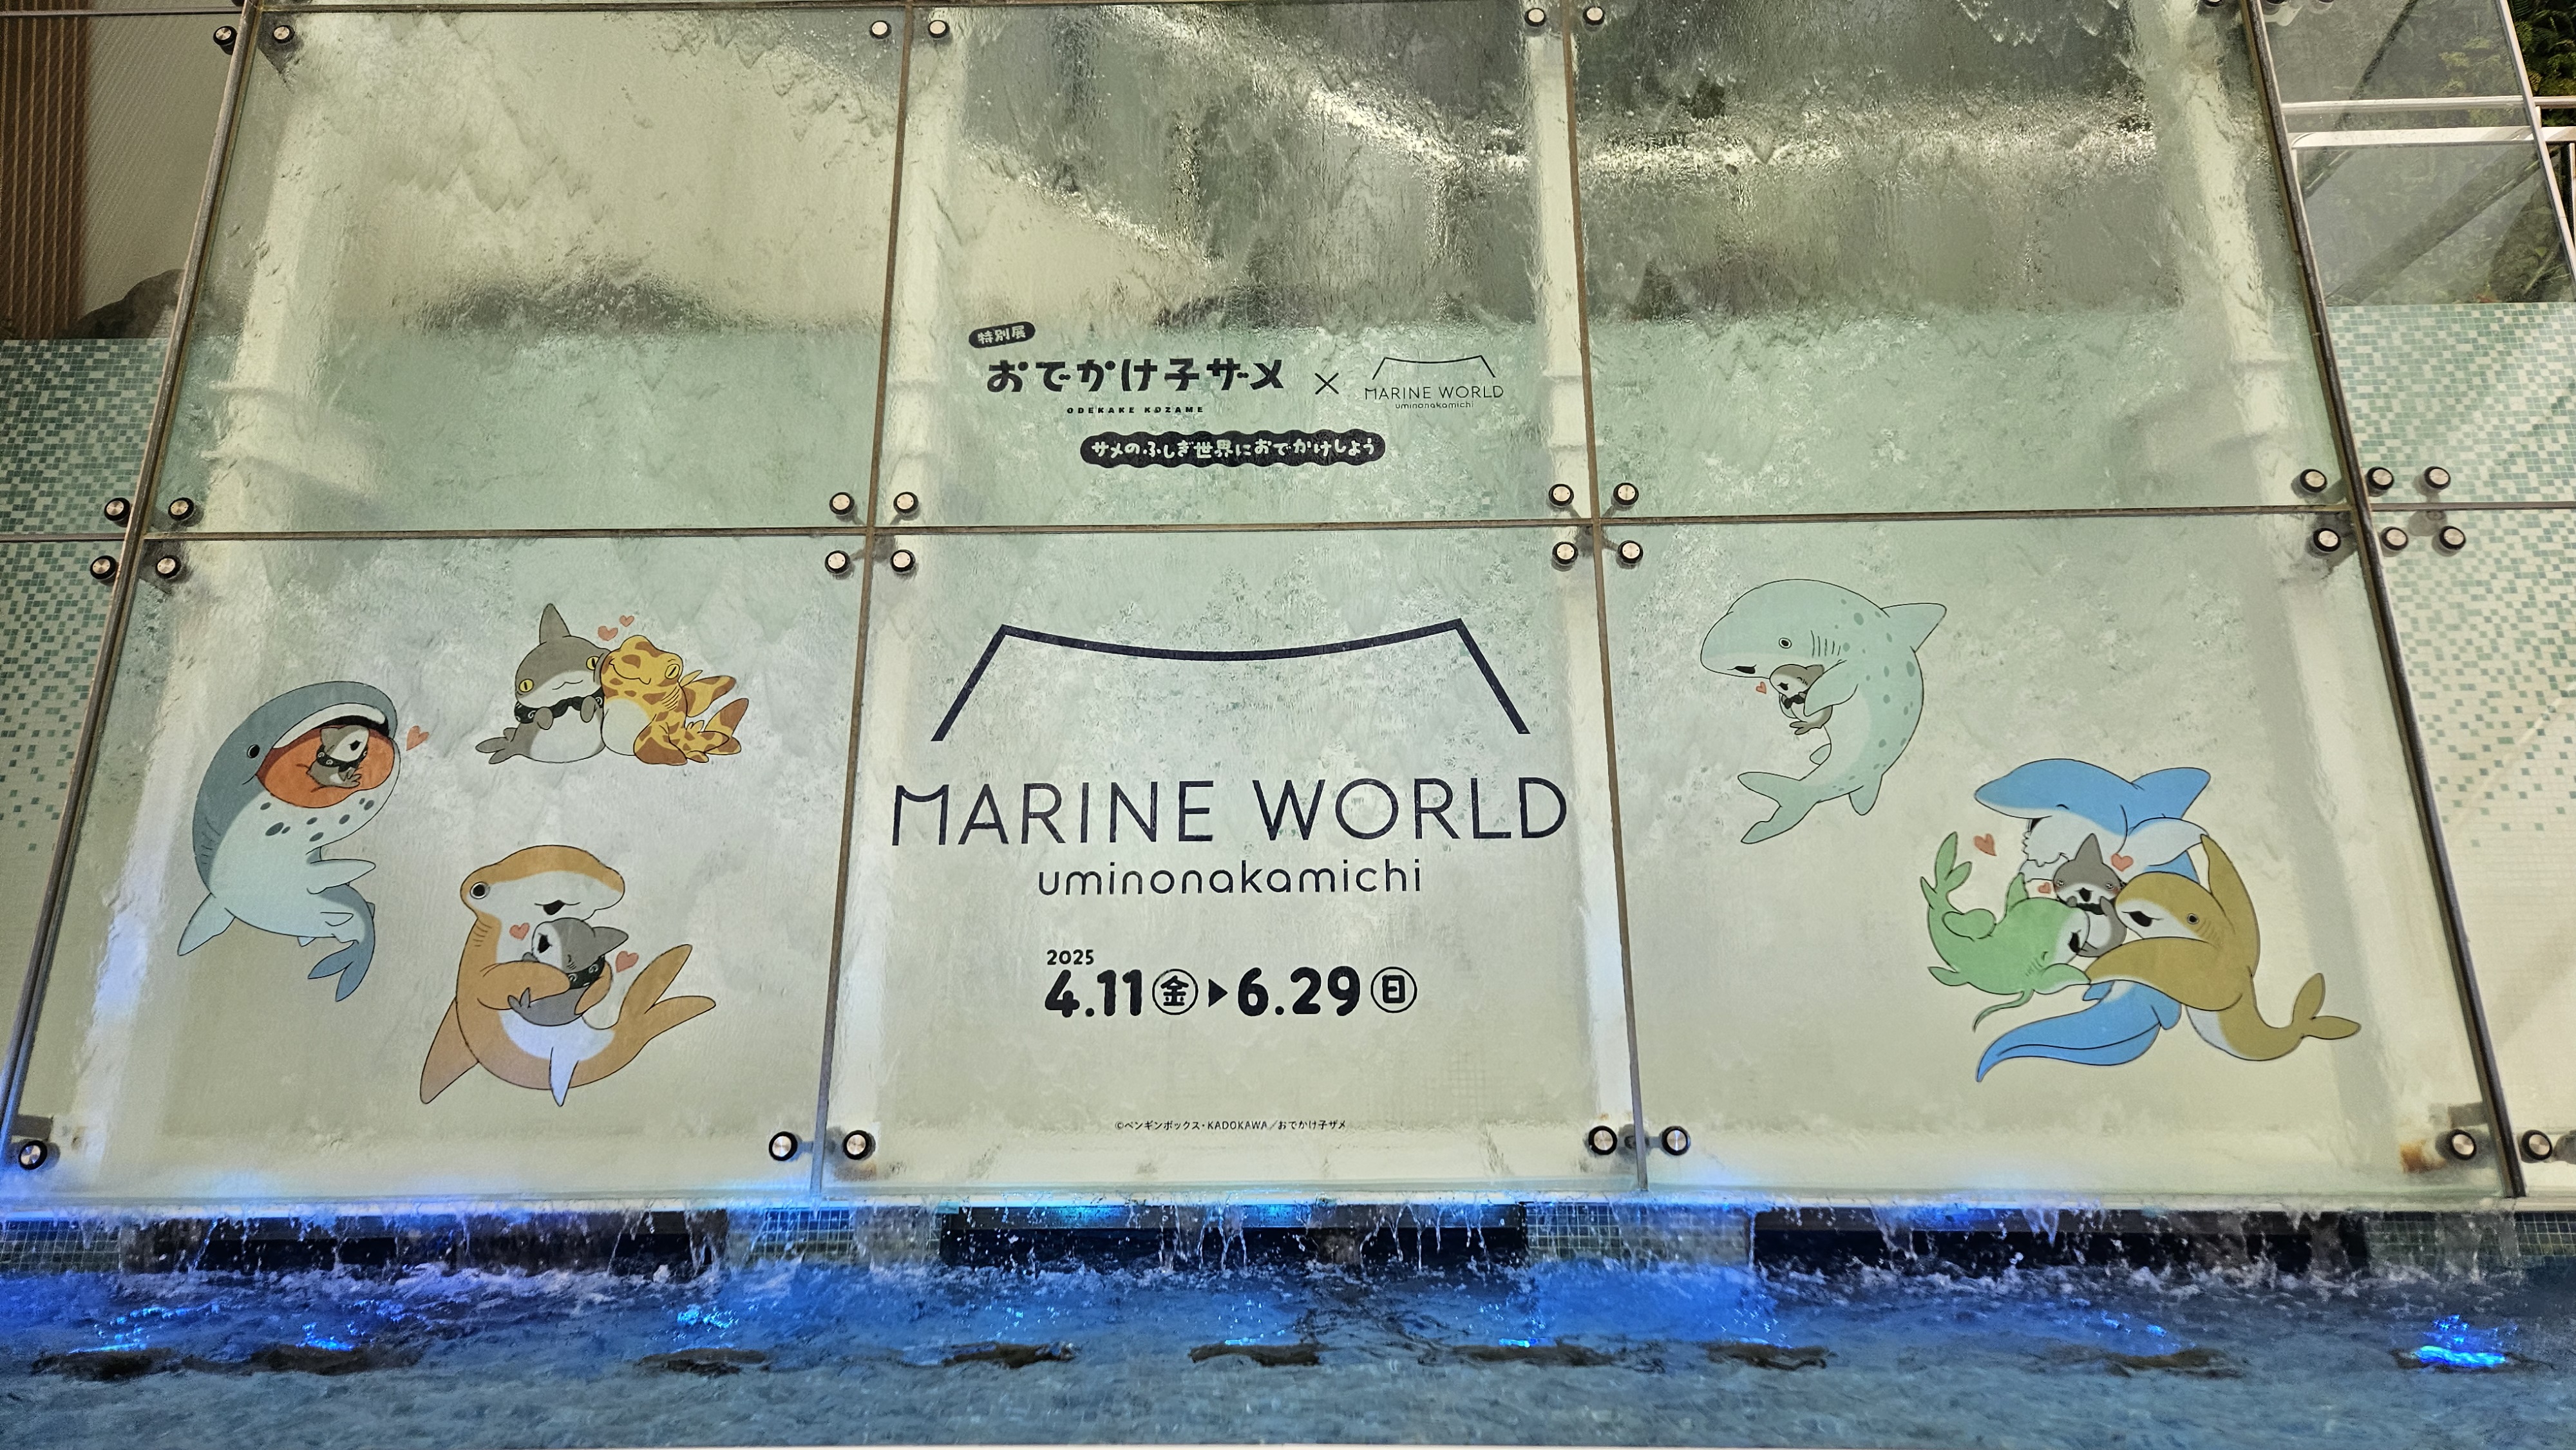 特別展
おでかけ子ザメ × MARINE WORLD
ODEKAKE KOZAME uminonakamichi
サメのふしぎ世界におでかけしよう
MARINE WORLD
uminonakamichi
2025
4.11金▶6.29日
©ペンギンボックス・KADOKAWA／おでかけ子ザメ